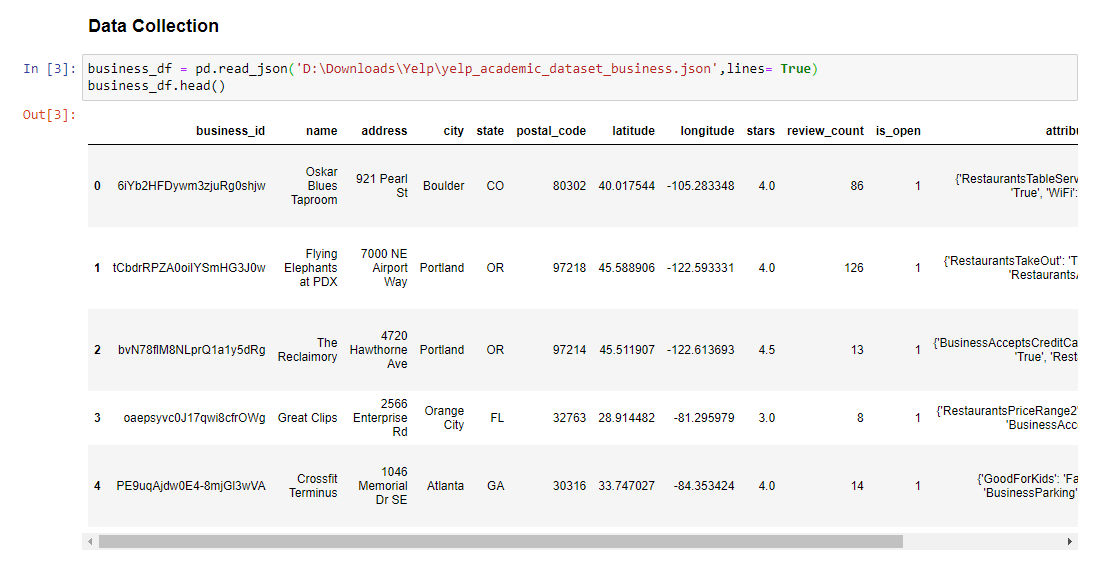 Data Collection
In [3]: business_df = pd.read_json('D:\Downloads\Yelp\yelp_academic_dataset_business.json',lines= True)
business_df.head()
Out[3]:
business_id name address city state postal_code latitude longitude stars review_count is_open attribu
0 6iYb2HFDywm3zjuRg0shjw Oskar Blues Taproom 921 Pearl St Boulder CO 80302 40.017544 -105.283348 4.0 86 1 {'RestaurantsTableServ 'True', 'WiFi':
1 tCbdrRPZA0oiIYSmHG3J0w Flying Elephants at PDX 7000 NE Airport Way Portland OR 97218 45.588906 -122.593331 4.0 126 1 {'RestaurantsTakeOut': 'T 'RestaurantsA
2 bvN78flM8NLprQ1a1y5dRg The Reclaimory 4720 Hawthorne Ave Portland OR 97214 45.511907 -122.613693 4.5 13 1 {'BusinessAcceptsCreditCa 'True', 'Rest
3 oaepsyvc0J17qwi8cfrOWg Great Clips 2566 Enterprise Rd Orange City FL 32763 28.914482 -81.295979 3.0 8 1 {'RestaurantsPriceRange2' 'BusinessAcce
4 PE9uqAjdw0E4-8mjGl3wVA Crossfit Terminus 1046 Memorial Dr SE Atlanta GA 30316 33.747027 -84.353424 4.0 14 1 {'GoodForKids': 'Fa 'BusinessParking'